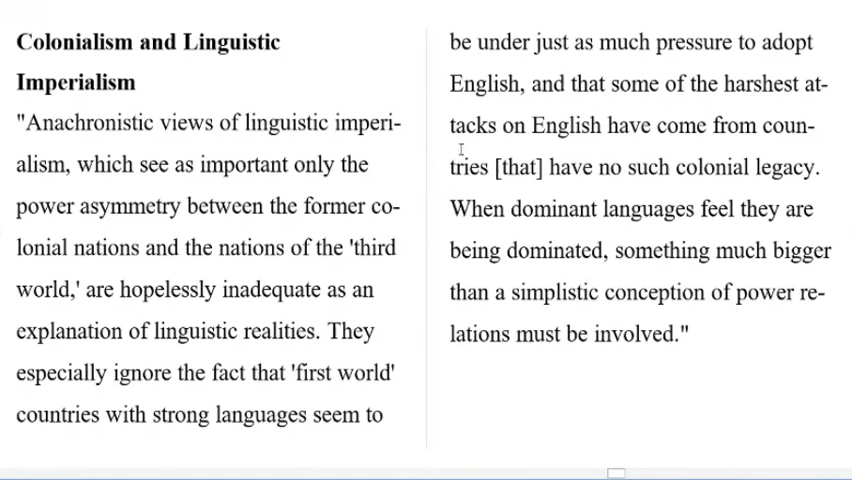 Colonialism and Linguistic
Imperialism
"Anachronistic views of linguistic imperi-
alism, which see as important only the
power asymmetry between the former co-
lonial nations and the nations of the 'third
world,' are hopelessly inadequate as an
explanation of linguistic realities. They
especially ignore the fact that 'first world'
countries with strong languages seem to
be under just as much pressure to adopt
English, and that some of the harshest at-
tacks on English have come from coun-
tries [that] have no such colonial legacy.
When dominant languages feel they are
being dominated, something much bigger
than a simplistic conception of power re-
lations must be involved."